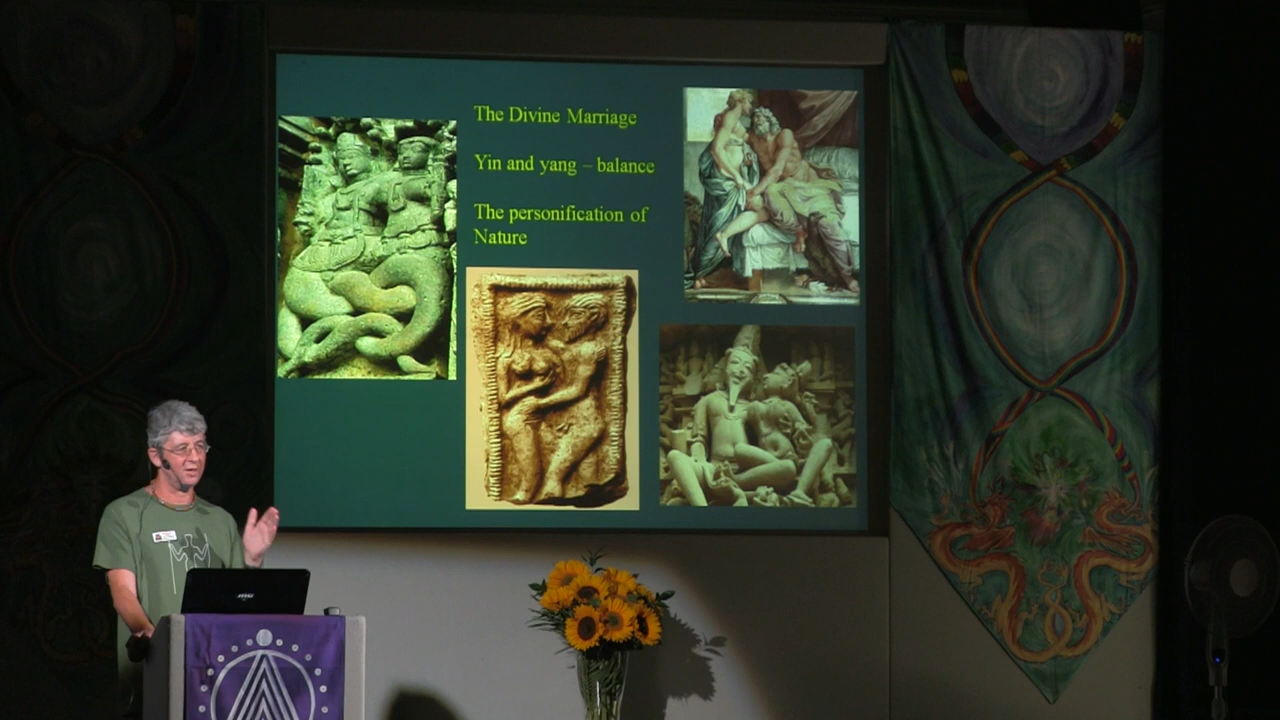 The Divine Marriage
Yin and yang – balance
The personification of
Nature